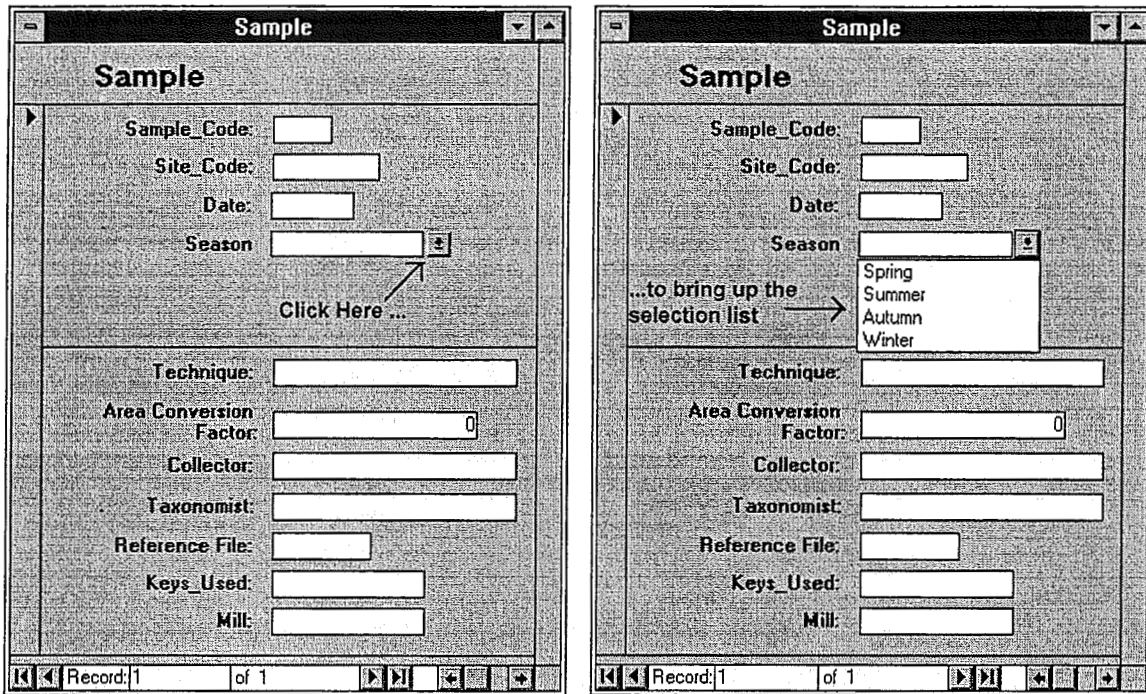 Sample
Sample
Sample_Code:
Site_Code:
Date:
Season
Click Here ...
Technique:
Area Conversion
Factor:
0
Collector:
Taxonomist:
Reference File:
Keys_Used:
Mill:
Record: 1 of 1
Sample
Sample
Sample_Code:
Site_Code:
Date:
Season
Spring
...to bring up the
Summer
selection list
Autumn
Winter
Technique:
Area Conversion
Factor:
0
Collector:
Taxonomist:
Reference File:
Keys_Used:
Mill:
Record: 1 of 1